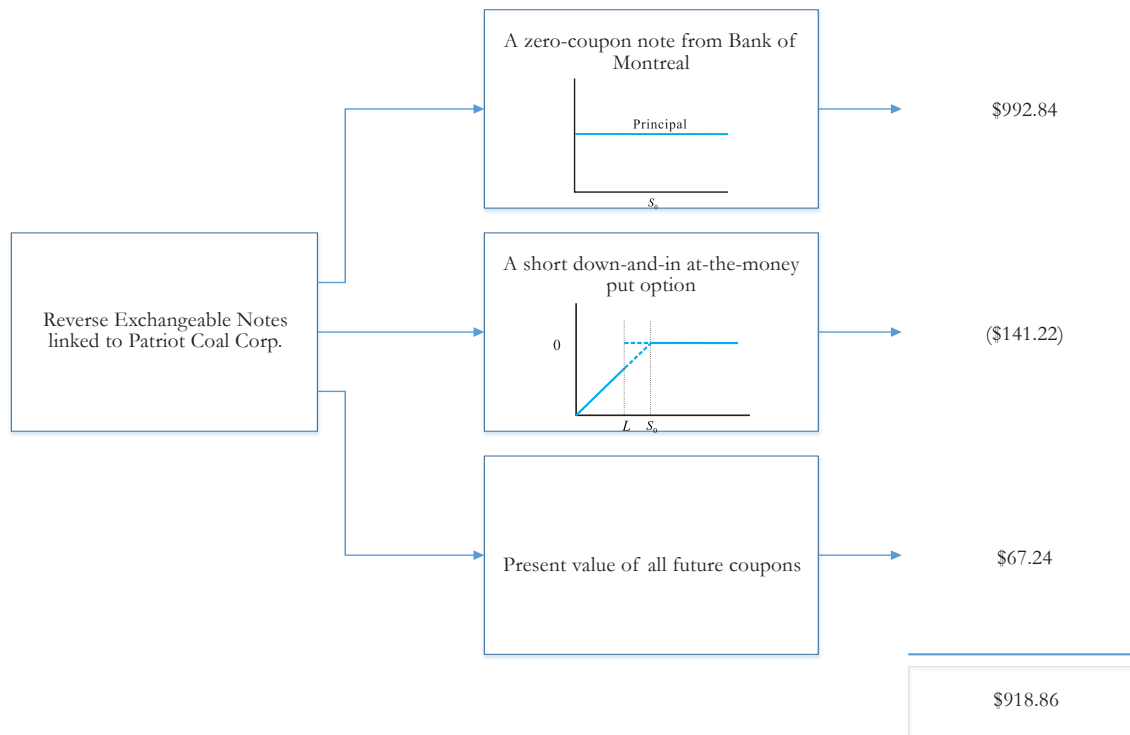 A zero-coupon note from Bank of
Montreal
Principal
S₀
$992.84
Reverse Exchangeable Notes
linked to Patriot Coal Corp.
A short down-and-in at-the-money
put option
0
L S₀
($141.22)
Present value of all future coupons
$67.24
$918.86